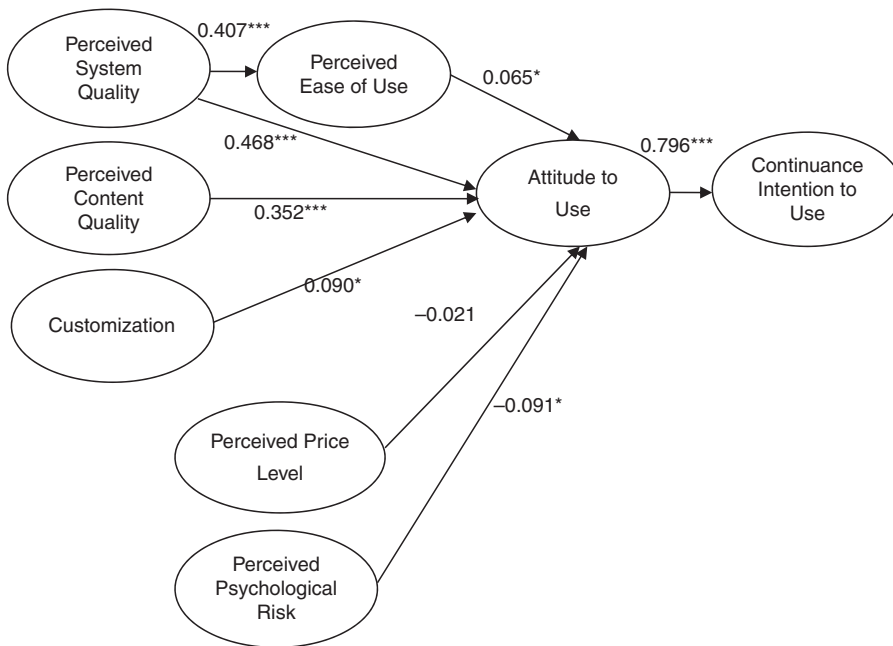 0.407***
Perceived
System
Quality
Perceived
Ease of Use
0.065*
0.468***
0.796***
Attitude to
Use
Continuance
Intention to
Use
Perceived
Content
Quality
0.352***
0.090*
Customization
–0.021
–0.091*
Perceived Price
Level
Perceived
Psychological
Risk